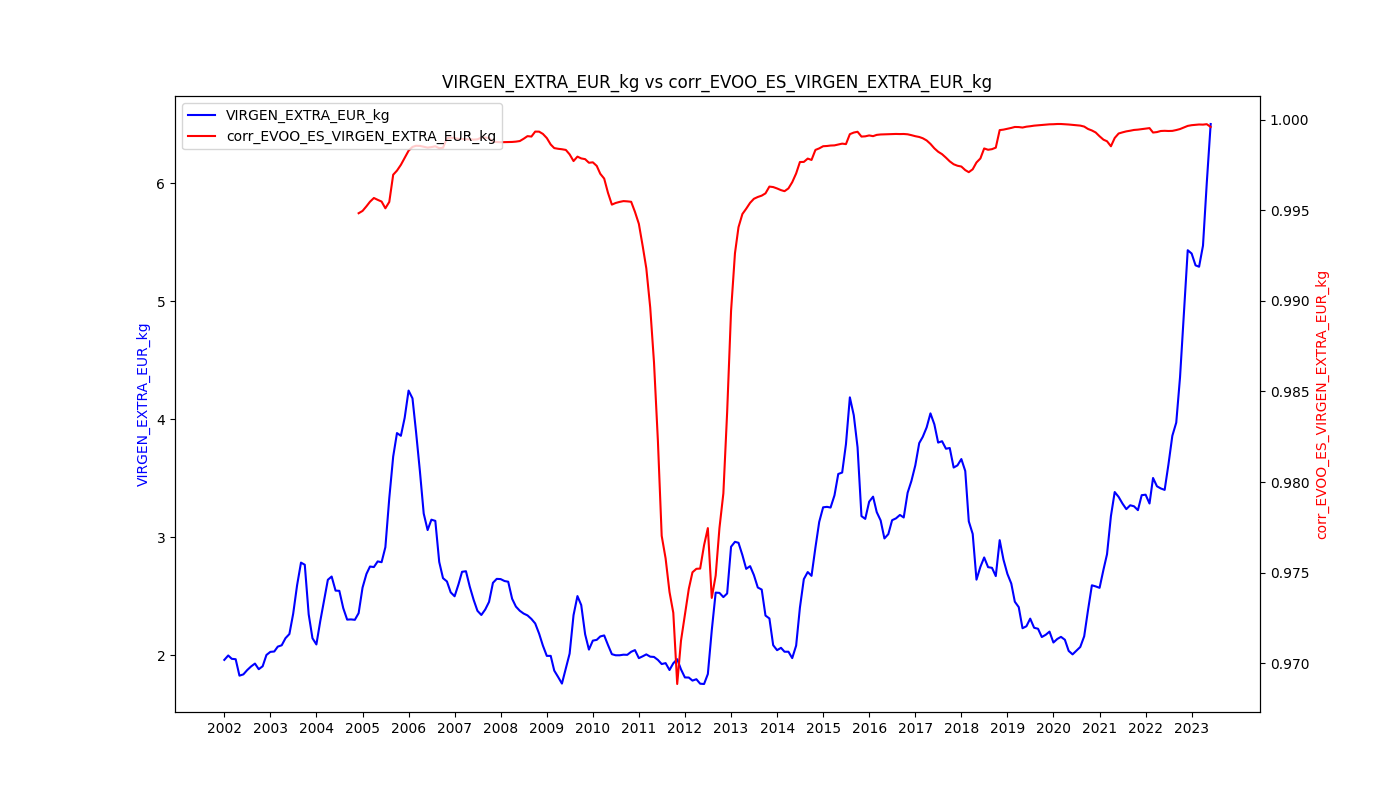 VIRGEN_EXTRA_EUR_kg vs corr_EVOO_ES_VIRGEN_EXTRA_EUR_kg
VIRGEN_EXTRA_EUR_kg
corr_EVOO_ES_VIRGEN_EXTRA_EUR_kg
6
5
4
3
2
VIRGEN_EXTRA_EUR_kg
1.000
0.995
0.990
0.985
0.980
0.975
0.970
corr_EVOO_ES_VIRGEN_EXTRA_EUR_kg
2002 2003 2004 2005 2006 2007 2008 2009 2010 2011 2012 2013 2014 2015 2016 2017 2018 2019 2020 2021 2022 2023